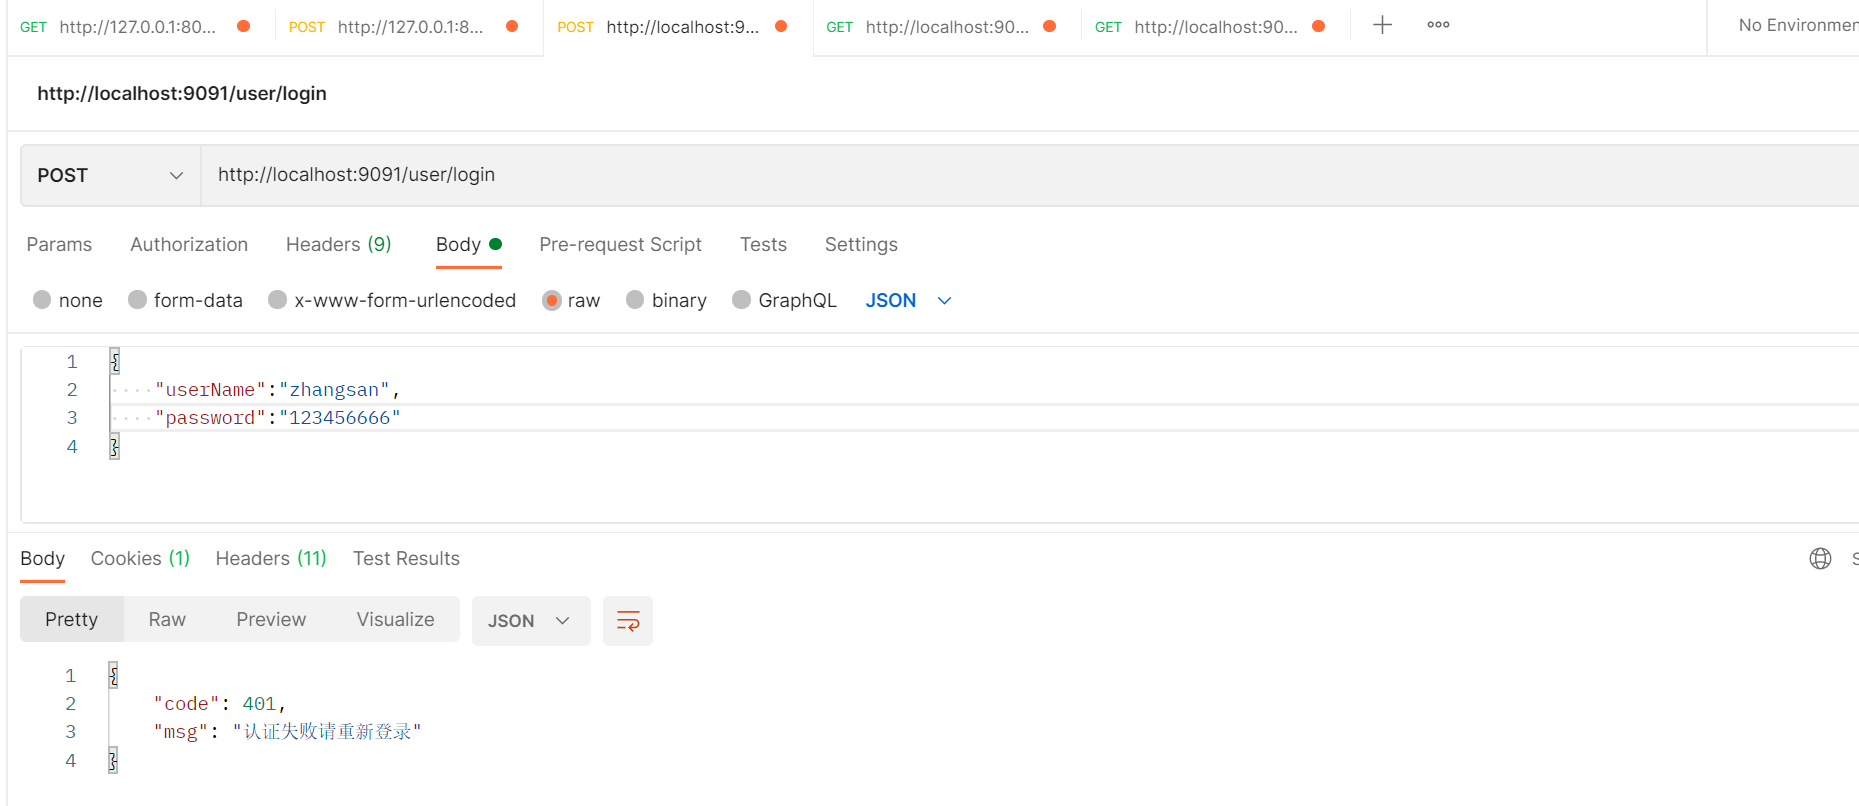 GET http://127.0.0.1:80... POST http://127.0.0.1:8... POST http://localhost:9... GET http://localhost:90... GET http://localhost:90... No Environmen
http://localhost:9091/user/login
POST http://localhost:9091/user/login
Params Authorization Headers (9) Body Pre-request Script Tests Settings
none form-data x-www-form-urlencoded raw binary GraphQL JSON
1 {
2 "userName":"zhangsan",
3 "password":"123456666"
4 }
Body Cookies (1) Headers (11) Test Results S
Pretty Raw Preview Visualize JSON
1 {
2 "code": 401,
3 "msg": "认证失败请重新登录"
4 }